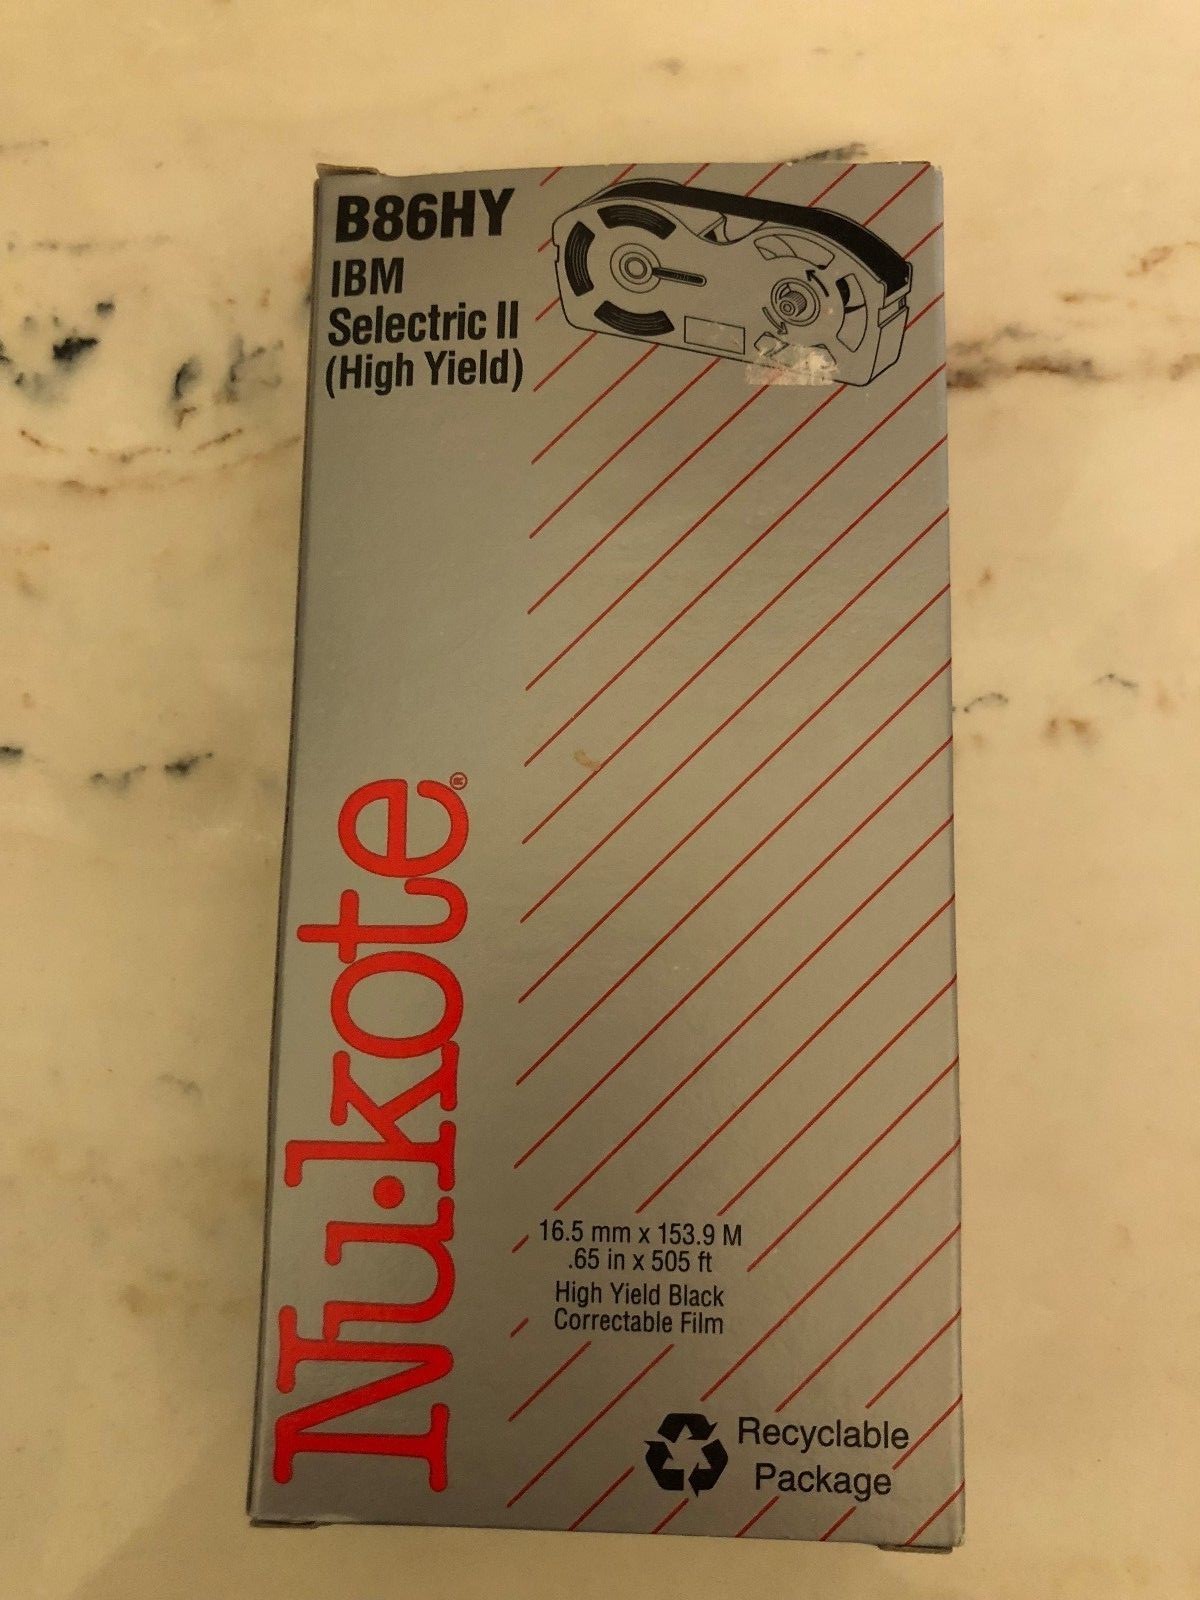 B86HY
IBM
Selectric II
(High Yield)
Nu·kote®
16.5 mm x 153.9 M
.65 in x 505 ft
High Yield Black
Correctable Film
Recyclable
Package